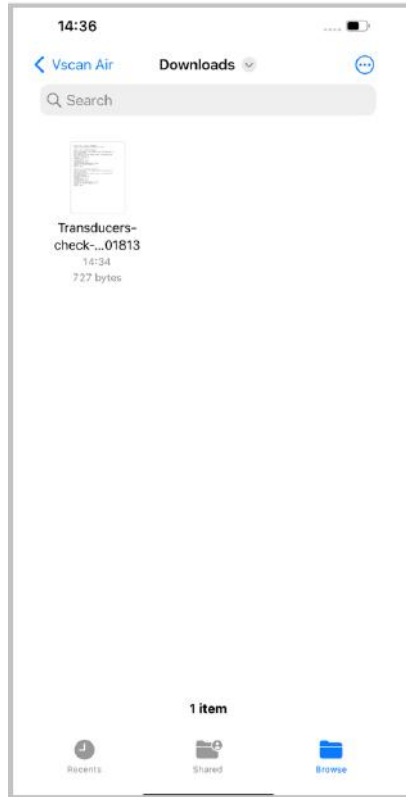 14:36
Vscan Air
Downloads
Search
Transducers-
check-...01813
14:34
727 bytes
1 item
Recents
Shared
Browse